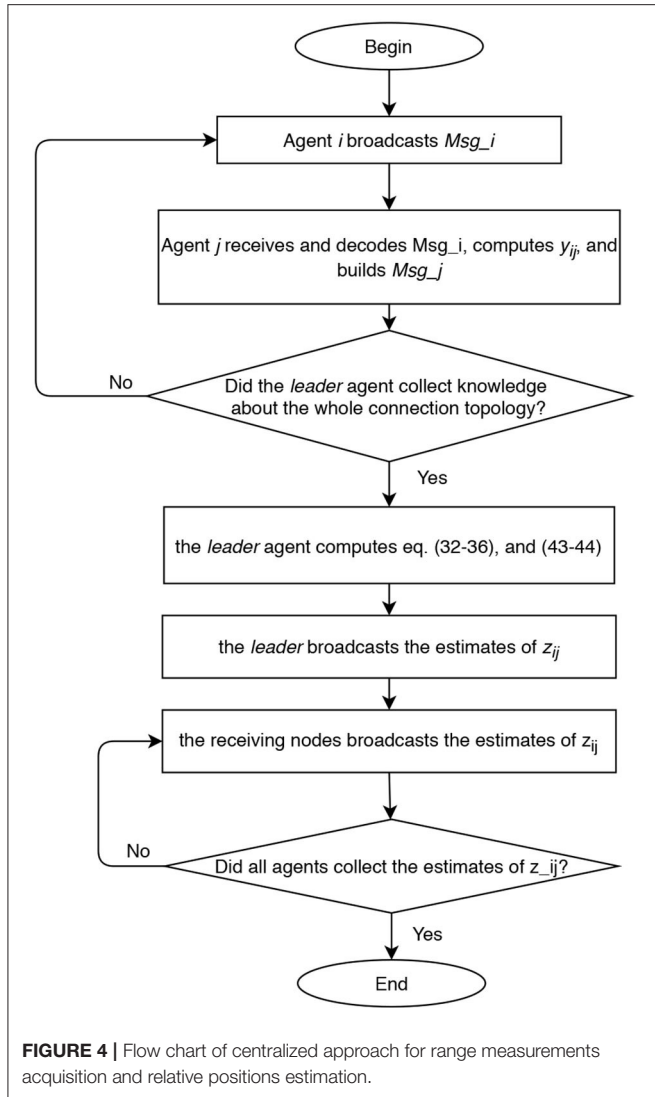 Begin
Agent i broadcasts Msg_i
Agent j receives and decodes Msg_i, computes y_ij, and
builds Msg_j
No
Did the leader agent collect knowledge
about the whole connection topology?
Yes
the leader agent computes eq. (32-36), and (43-44)
the leader broadcasts the estimates of z_ij
the receiving nodes broadcasts the estimates of z_ij
No
Did all agents collect the estimates of z_ij?
Yes
End
FIGURE 4 | Flow chart of centralized approach for range measurements
acquisition and relative positions estimation.